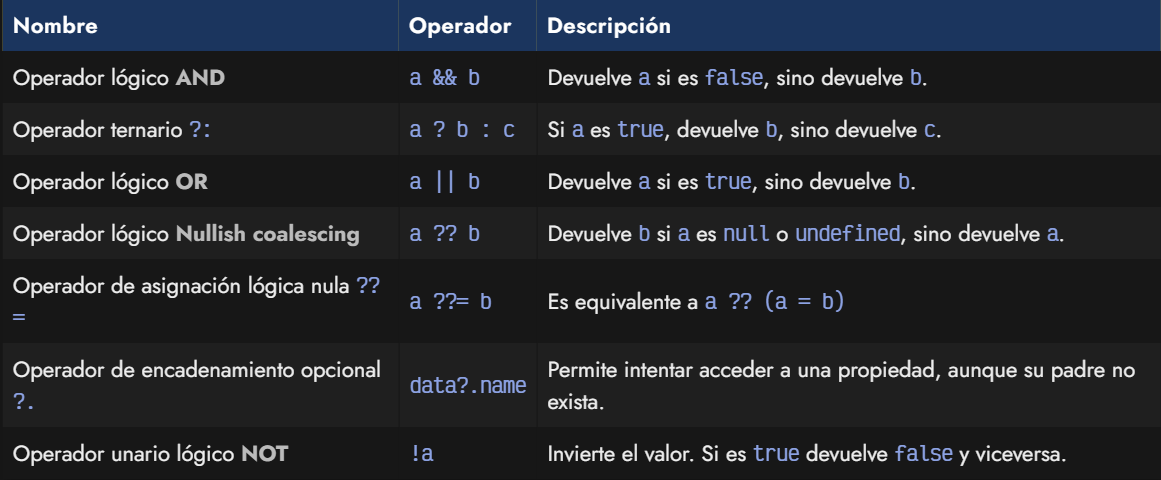 Nombre Operador Descripción
Operador lógico AND a && b Devuelve a si es false, sino devuelve b.
Operador ternario ?: a ? b : c Si a es true, devuelve b, sino devuelve c.
Operador lógico OR a || b Devuelve a si es true, sino devuelve b.
Operador lógico Nullish coalescing a ?? b Devuelve b si a es null o undefined, sino devuelve a.
Operador de asignación lógica nula ??
=
a ??= b Es equivalente a a ?? (a = b)
Operador de encadenamiento opcional
?.
data?.name
Permite intentar acceder a una propiedad, aunque su padre no
exista.
Operador unario lógico NOT !a Invierte el valor. Si es true devuelve false y viceversa.